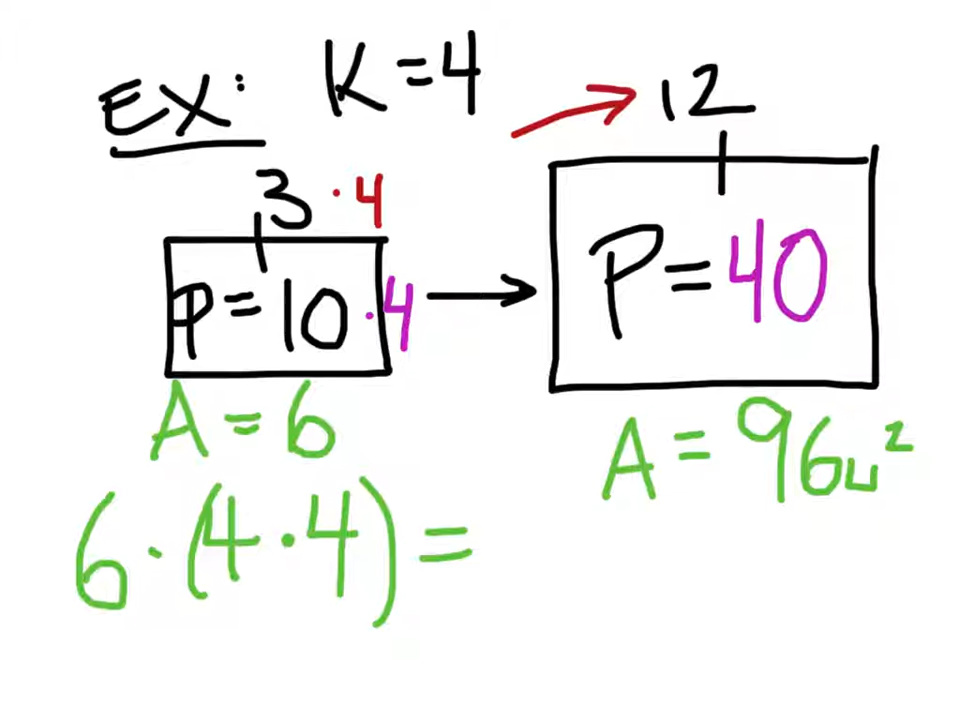 EX: K = 4
3 · 4
12
P = 10 · 4
P = 40
A = 6
A = 96u²
6 · (4 · 4) =